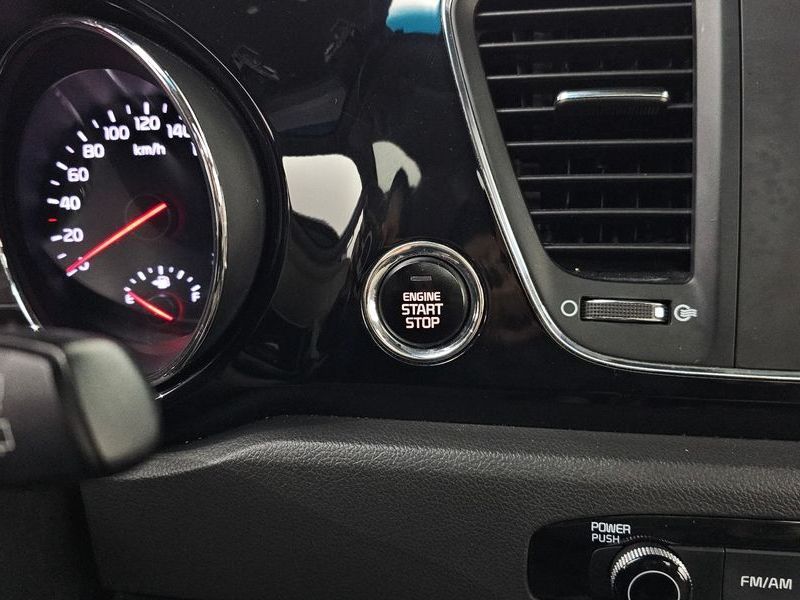 140
120
100
80
60
40
20
km/h
E
ENGINE
START
STOP
POWER
PUSH
FM/AM